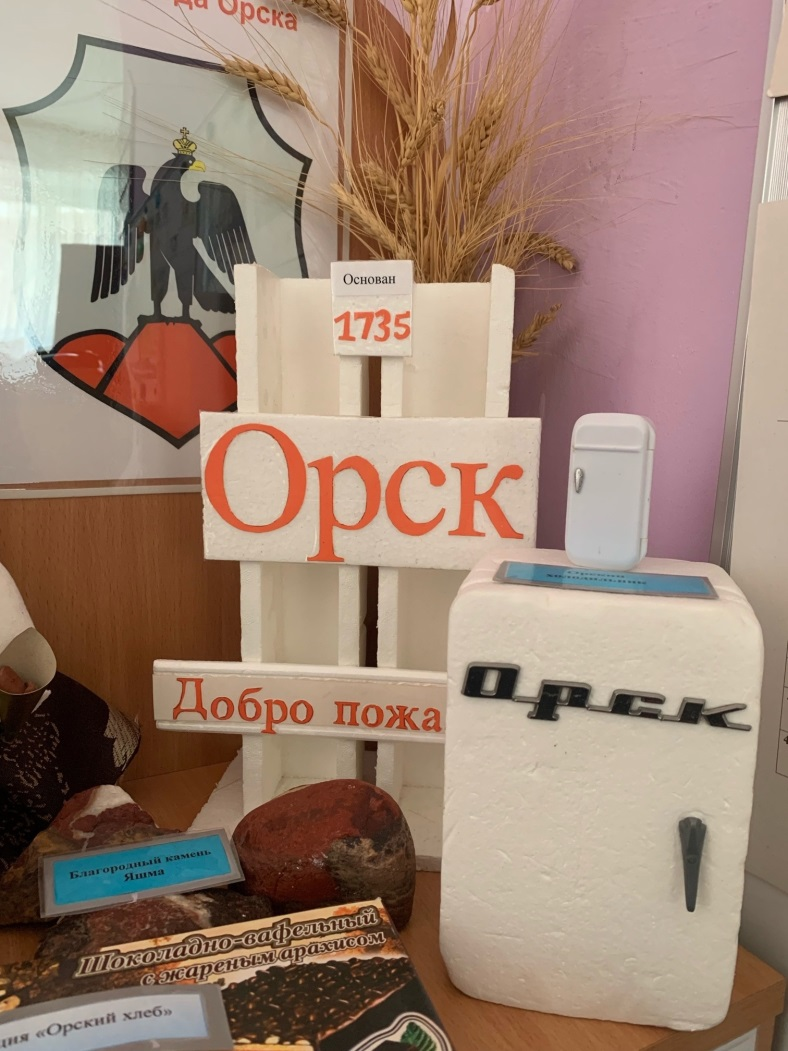 да Орска
Основан
1735
Орск
Добро пожа
Орск
Благородный камень
Яшма
Шоколадно-вафельный
с жареным арахисом
ция «Орский хлеб»